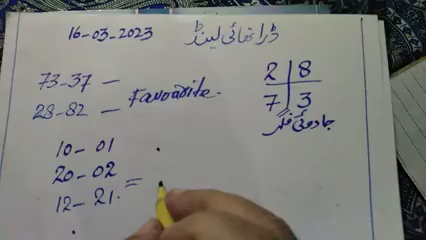 16-03-2023 ڈرا تھائی لینڈ
73-37 —
28-82 — Favourite.
2 | 8
7 | 3
جادوئی فگر
10 - 01
20 - 02
12 - 21. =